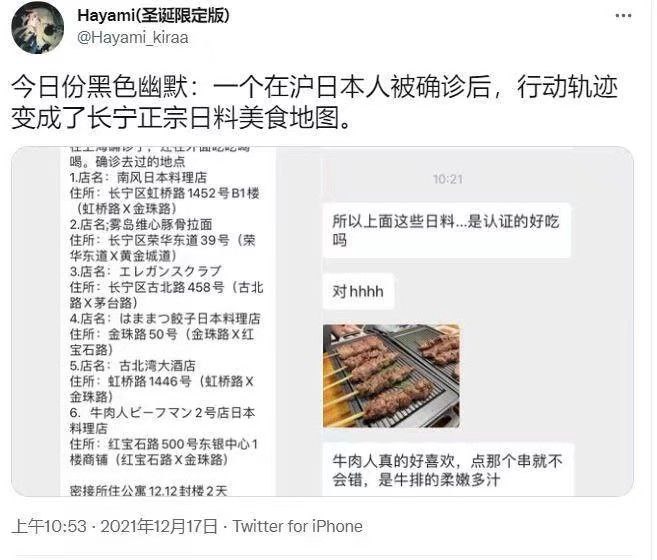 Hayami(圣诞限定版)
@Hayami_kiraa
今日份黑色幽默：一个在沪日本人被确诊后，行动轨迹
变成了长宁正宗日料美食地图。
喝。确诊去过的地点
1.店名：南风日本料理店
住所：长宁区虹桥路1452号B1楼
（虹桥路X金珠路）
2.店名;雾岛维心豚骨拉面
住所：长宁区荣华东道39号（荣
华东道X黄金城道）
3.店名：エレガンスクラブ
住所：长宁区古北路458号（古北
路X茅台路）
4.店名：はままつ餃子日本料理店
住所：金珠路50号（金珠路X红
宝石路）
5.店名：古北湾大酒店
住所：虹桥路1446号（虹桥路X
金珠路）
6．牛肉人ビーフマン2号店日本
料理店
住所：红宝石路500号东银中心1
楼商铺（红宝石路X金珠路）
密接所住公寓12.12封楼2天
10:21
所以上面这些日料...是认证的好吃
吗
对hhhh
牛肉人真的好喜欢，点那个串就不
会错，是牛排的柔嫩多汁
上午10:53 · 2021年12月17日 · Twitter for iPhone